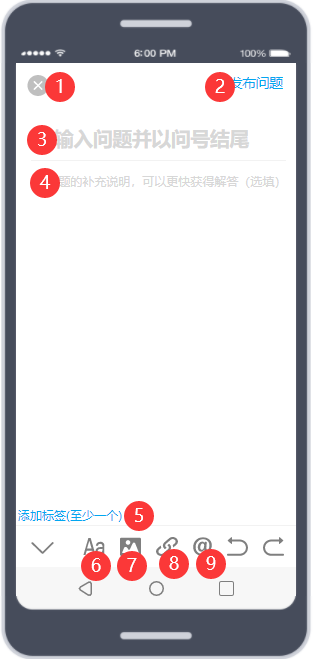 6:00 PM 100%
1 2 发布问题
3 输入问题并以问号结尾
4 题的补充说明，可以更快获得解答（选填）
添加标签(至少一个) 5
Aa @
6 7 8 9